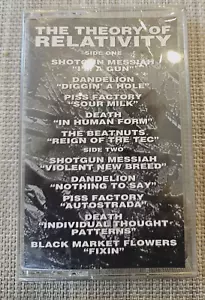 THE THEORY OF
RELATIVITY
SIDE ONE
SHOTGUN MESSIAH
"I'M A GUN"
DANDELION
"DIGGIN' A HOLE"
PISS FACTORY
"SOUR MILK"
DEATH
"IN HUMAN FORM"
THE BEATNUTS
"REIGN OF THE TEC"
SIDE TWO
SHOTGUN MESSIAH
"VIOLENT NEW BREED"
DANDELION
"NOTHING TO SAY"
PISS FACTORY
"AUTOSTRADA"
DEATH
"INDIVIDUAL THOUGHT
PATTERNS"
BLACK MARKET FLOWERS
"FIXIN"